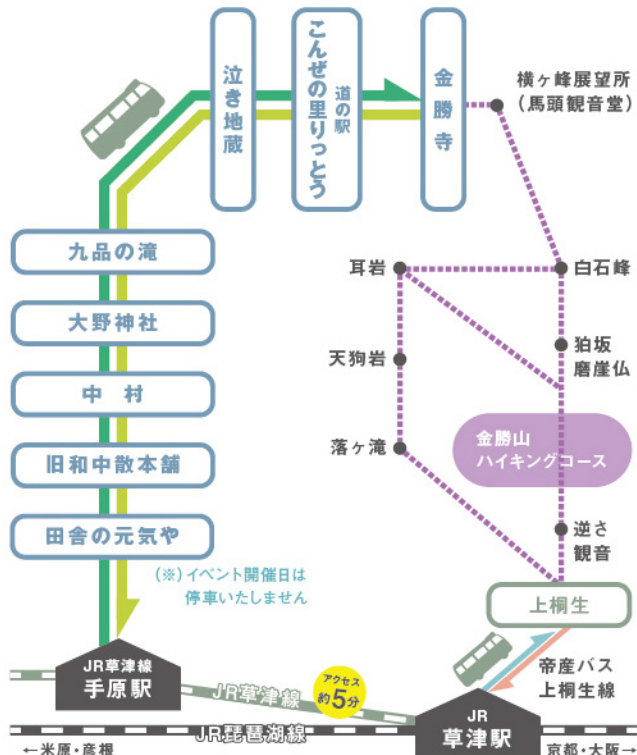 泣き地蔵
道の駅
こんぜの里りっとう
金勝寺
横ヶ峰展望所
（馬頭観音堂）
九品の滝
大野神社
中 村
旧和中散本舗
田舎の元気や
耳岩
白石峰
天狗岩
狛坂
磨崖仏
落ヶ滝
金勝山
ハイキングコース
逆さ
観音
上桐生
（※）イベント開催日は
停車いたしません
JR草津線
手原駅
JR草津線
アクセス
約5分
帝産バス
上桐生線
JR琵琶湖線
JR
草津駅
←米原・彦根
京都・大阪→